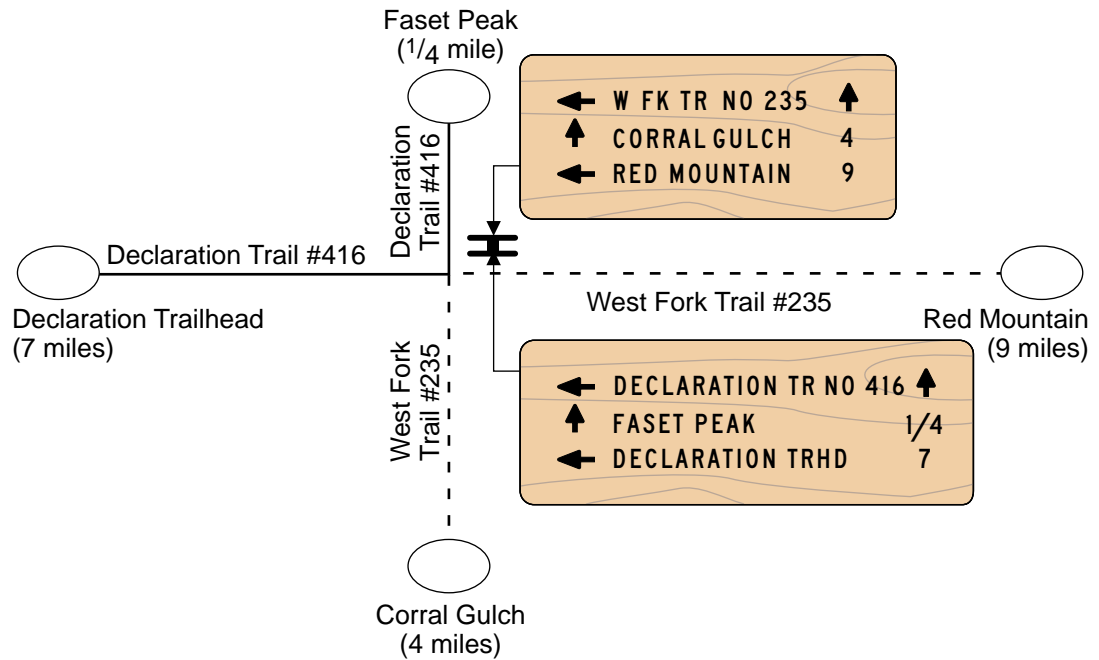 Faset Peak
(1/4 mile)
← W FK TR NO 235 ↑
↑ CORRAL GULCH 4
← RED MOUNTAIN 9
Declaration
Trail #416
Declaration Trail #416
Declaration Trailhead
(7 miles)
West Fork Trail #235
Red Mountain
(9 miles)
West Fork
Trail #235
← DECLARATION TR NO 416 ↑
↑ FASET PEAK 1/4
← DECLARATION TRHD 7
Corral Gulch
(4 miles)